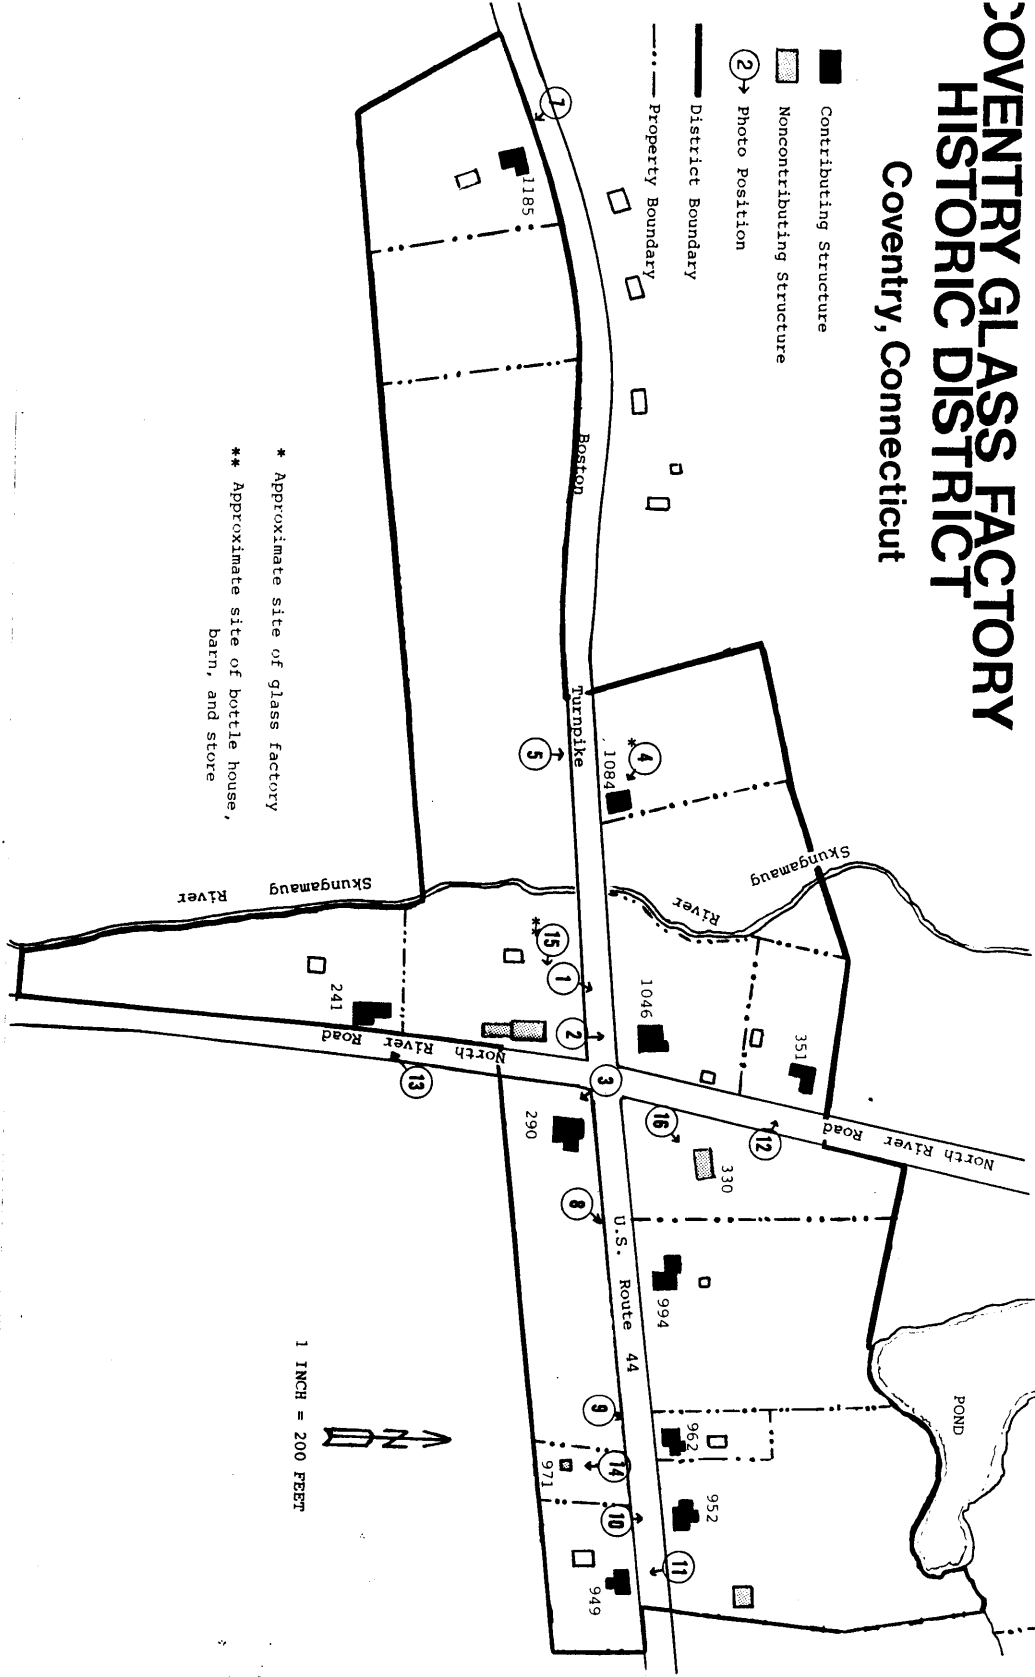 COVENTRY GLASS FACTORY
HISTORIC DISTRICT
Coventry, Connecticut
Contributing Structure
Noncontributing Structure
2 Photo Position
District Boundary
Property Boundary
7
1185
Boston
Turnpike
5
4
*
1084
Skungamaug
River
Skungamaug
River
15
**
1
2
1046
351
241
North River Road
13
3
290
16
12
330
North River Road
8
U.S. Route 44
994
9
962
14
971
10
952
11
949
POND
* Approximate site of glass factory
** Approximate site of bottle house,
barn, and store
N
1 INCH = 200 FEET